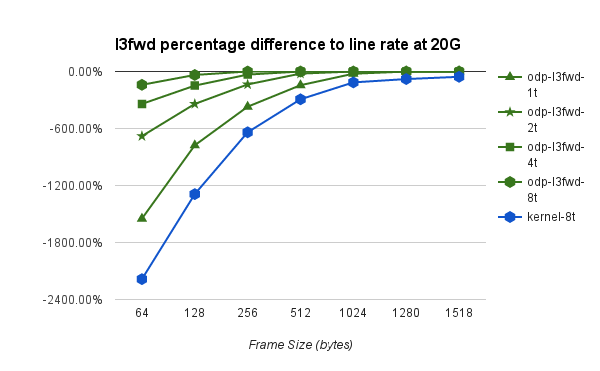 l3fwd percentage difference to line rate at 20G
0.00%
-600.00%
-1200.00%
-1800.00%
-2400.00%
64 128 256 512 1024 1280 1518
Frame Size (bytes)
odp-l3fwd-
1t
odp-l3fwd-
2t
odp-l3fwd-
4t
odp-l3fwd-
8t
kernel-8t